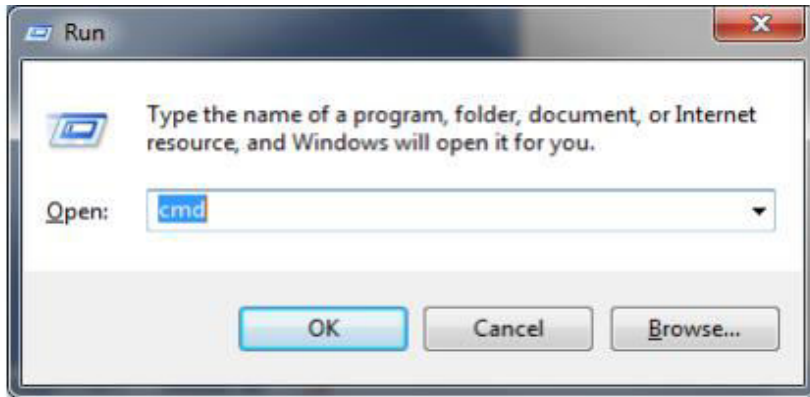 Run
Type the name of a program, folder, document, or Internet
resource, and Windows will open it for you.
Open: cmd
OK Cancel Browse...